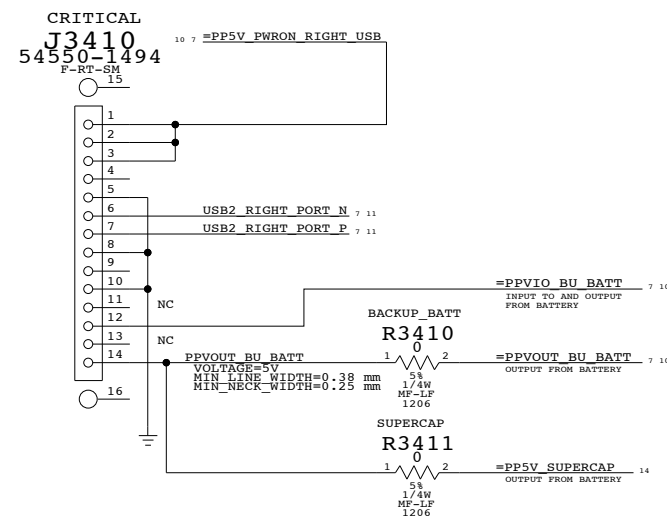 CRITICAL
J3410
54550-1494
F-RT-SM
15
10 7 =PP5V_PWRON_RIGHT_USB
1
2
3
4
5
6 USB2_RIGHT_PORT_N 7 11
7 USB2_RIGHT_PORT_P 7 11
8
9
10
11 NC
12
13 NC
14
16
=PPVIO_BU_BATT 7 10
INPUT TO AND OUTPUT
FROM BATTERY
BACKUP_BATT
R3410
0
1 2
5%
1/4W
MF-LF
1206
PPVOUT_BU_BATT
VOLTAGE=5V
MIN_LINE_WIDTH=0.38 mm
MIN_NECK_WIDTH=0.25 mm
=PPVOUT_BU_BATT 7 10
OUTPUT FROM BATTERY
SUPERCAP
R3411
0
1 2
5%
1/4W
MF-LF
1206
=PP5V_SUPERCAP 14
OUTPUT FROM BATTERY